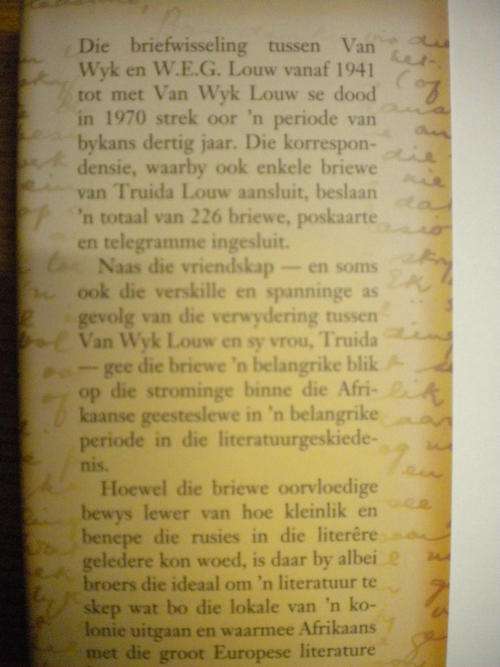 Die briefwisseling tussen Van
Wyk en W.E.G. Louw vanaf 1941
tot met Van Wyk Louw se dood
in 1970 strek oor 'n periode van
bykans dertig jaar. Die korrespon-
densie, waarby ook enkele briewe
van Truida Louw aansluit, beslaan
'n totaal van 226 briewe, poskaarte
en telegramme ingesluit.
Naas die vriendskap — en soms
ook die verskille en spanninge as
gevolg van die verwydering tussen
Van Wyk Louw en sy vrou, Truida
— gee die briewe 'n belangrike blik
op die strominge binne die Afri-
kaanse geesteslewe in 'n belangrike
periode in die literatuurgeskiede-
nis.
Hoewel die briewe oorvloedige
bewys lewer van hoe kleinlik en
benepe die rusies in die literêre
geledere kon woed, is daar by albei
broers die ideaal om 'n literatuur te
skep wat bo die lokale van 'n ko-
lonie uitgaan en waarmee Afrikaans
met die groot Europese literature